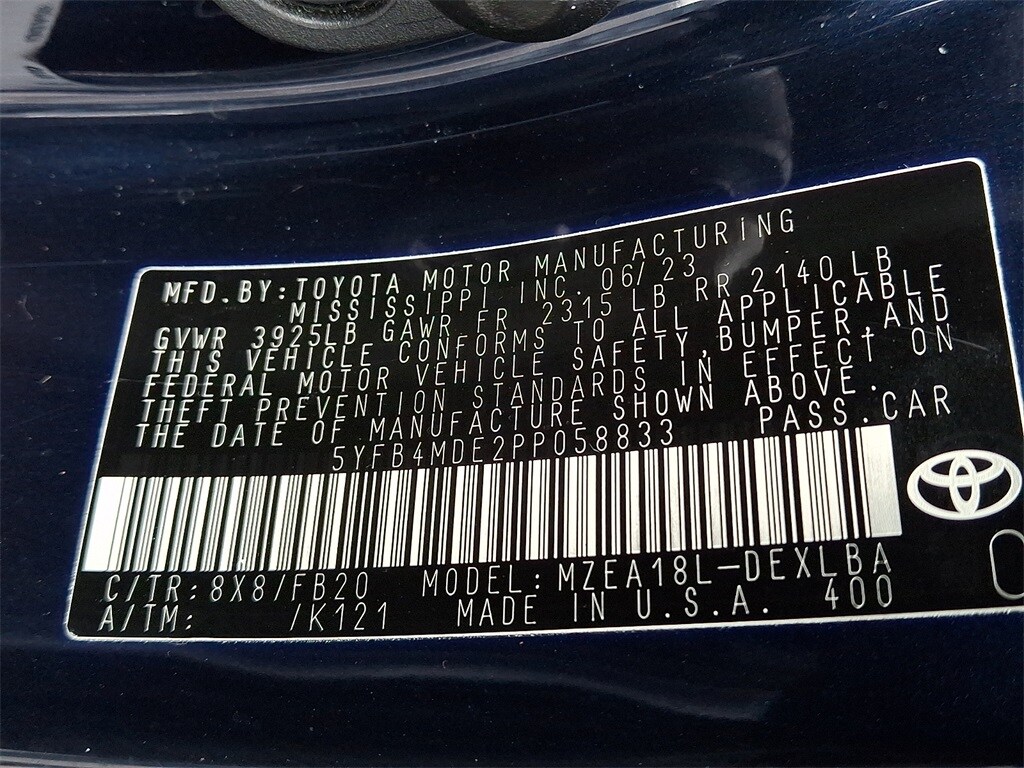 MFD.BY:TOYOTA MOTOR MANUFACTURING
MISSISSIPPI INC. 06/23
GVWR 3925LB GAWR FR 2315 LB RR 2140LB
THIS VEHICLE CONFORMS TO ALL APPLICABLE
FEDERAL MOTOR VEHICLE SAFETY,BUMPER,AND
THEFT PREVENTION STANDARDS IN EFFECT ON
THE DATE OF MANUFACTURE SHOWN ABOVE.
5YFB4MDE2PP058833 PASS.CAR
C/TR:8X8/FB20 MODEL:MZEA18L-DEXLBA
A/TM: /K121 MADE IN U.S.A. 400